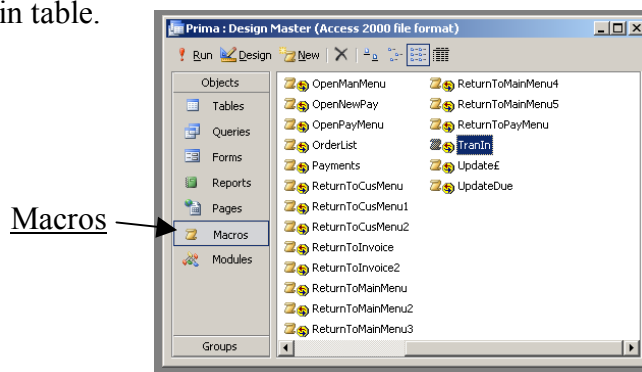 in table.
Prima : Design Master (Access 2000 file format)
Run Design New
Objects
Tables
Queries
Forms
Reports
Pages
Macros
Modules
Groups
OpenManMenu
OpenNewPay
OpenPayMenu
OrderList
Payments
ReturnToCusMenu
ReturnToCusMenu1
ReturnToCusMenu2
ReturnToInvoice
ReturnToInvoice2
ReturnToMainMenu
ReturnToMainMenu2
ReturnToMainMenu3
ReturnToMainMenu4
ReturnToMainMenu5
ReturnToPayMenu
TranIn
Update£
UpdateDue
Macros